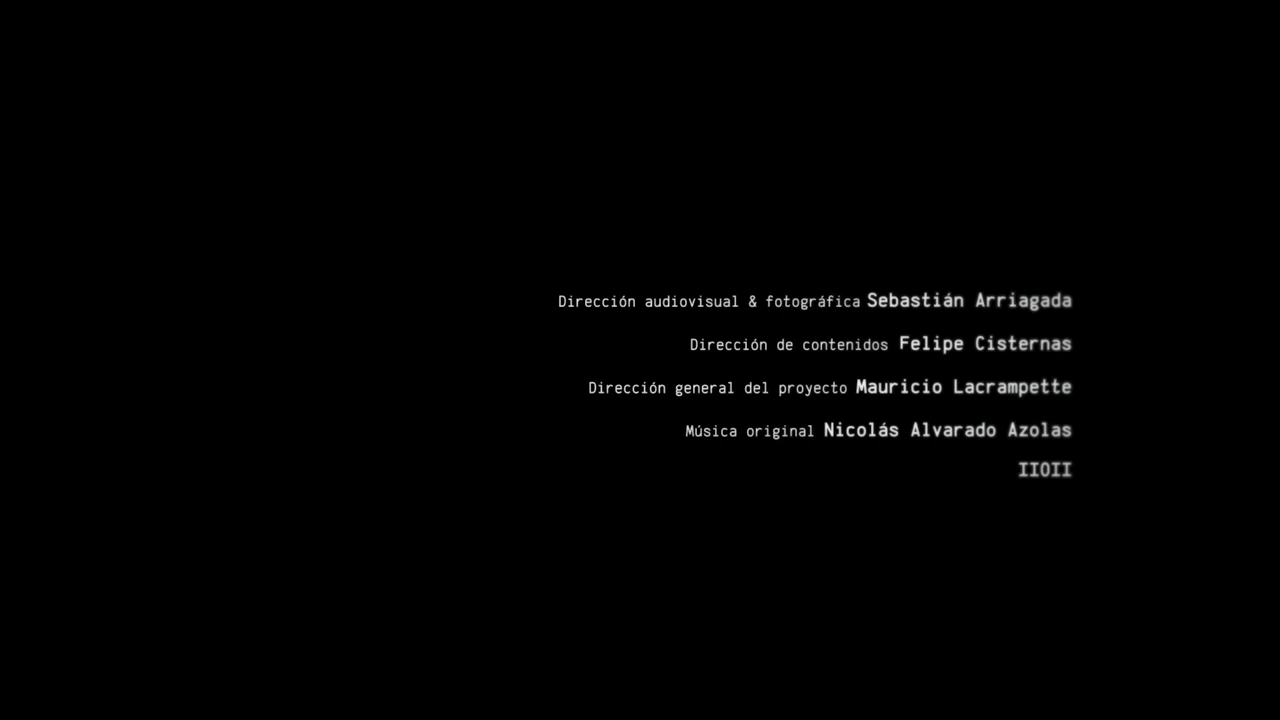 Dirección audiovisual & fotográfica Sebastián Arriagada
Dirección de contenidos Felipe Cisternas
Dirección general del proyecto Mauricio Lacrampette
Música original Nicolás Alvarado Azolas
IIOII